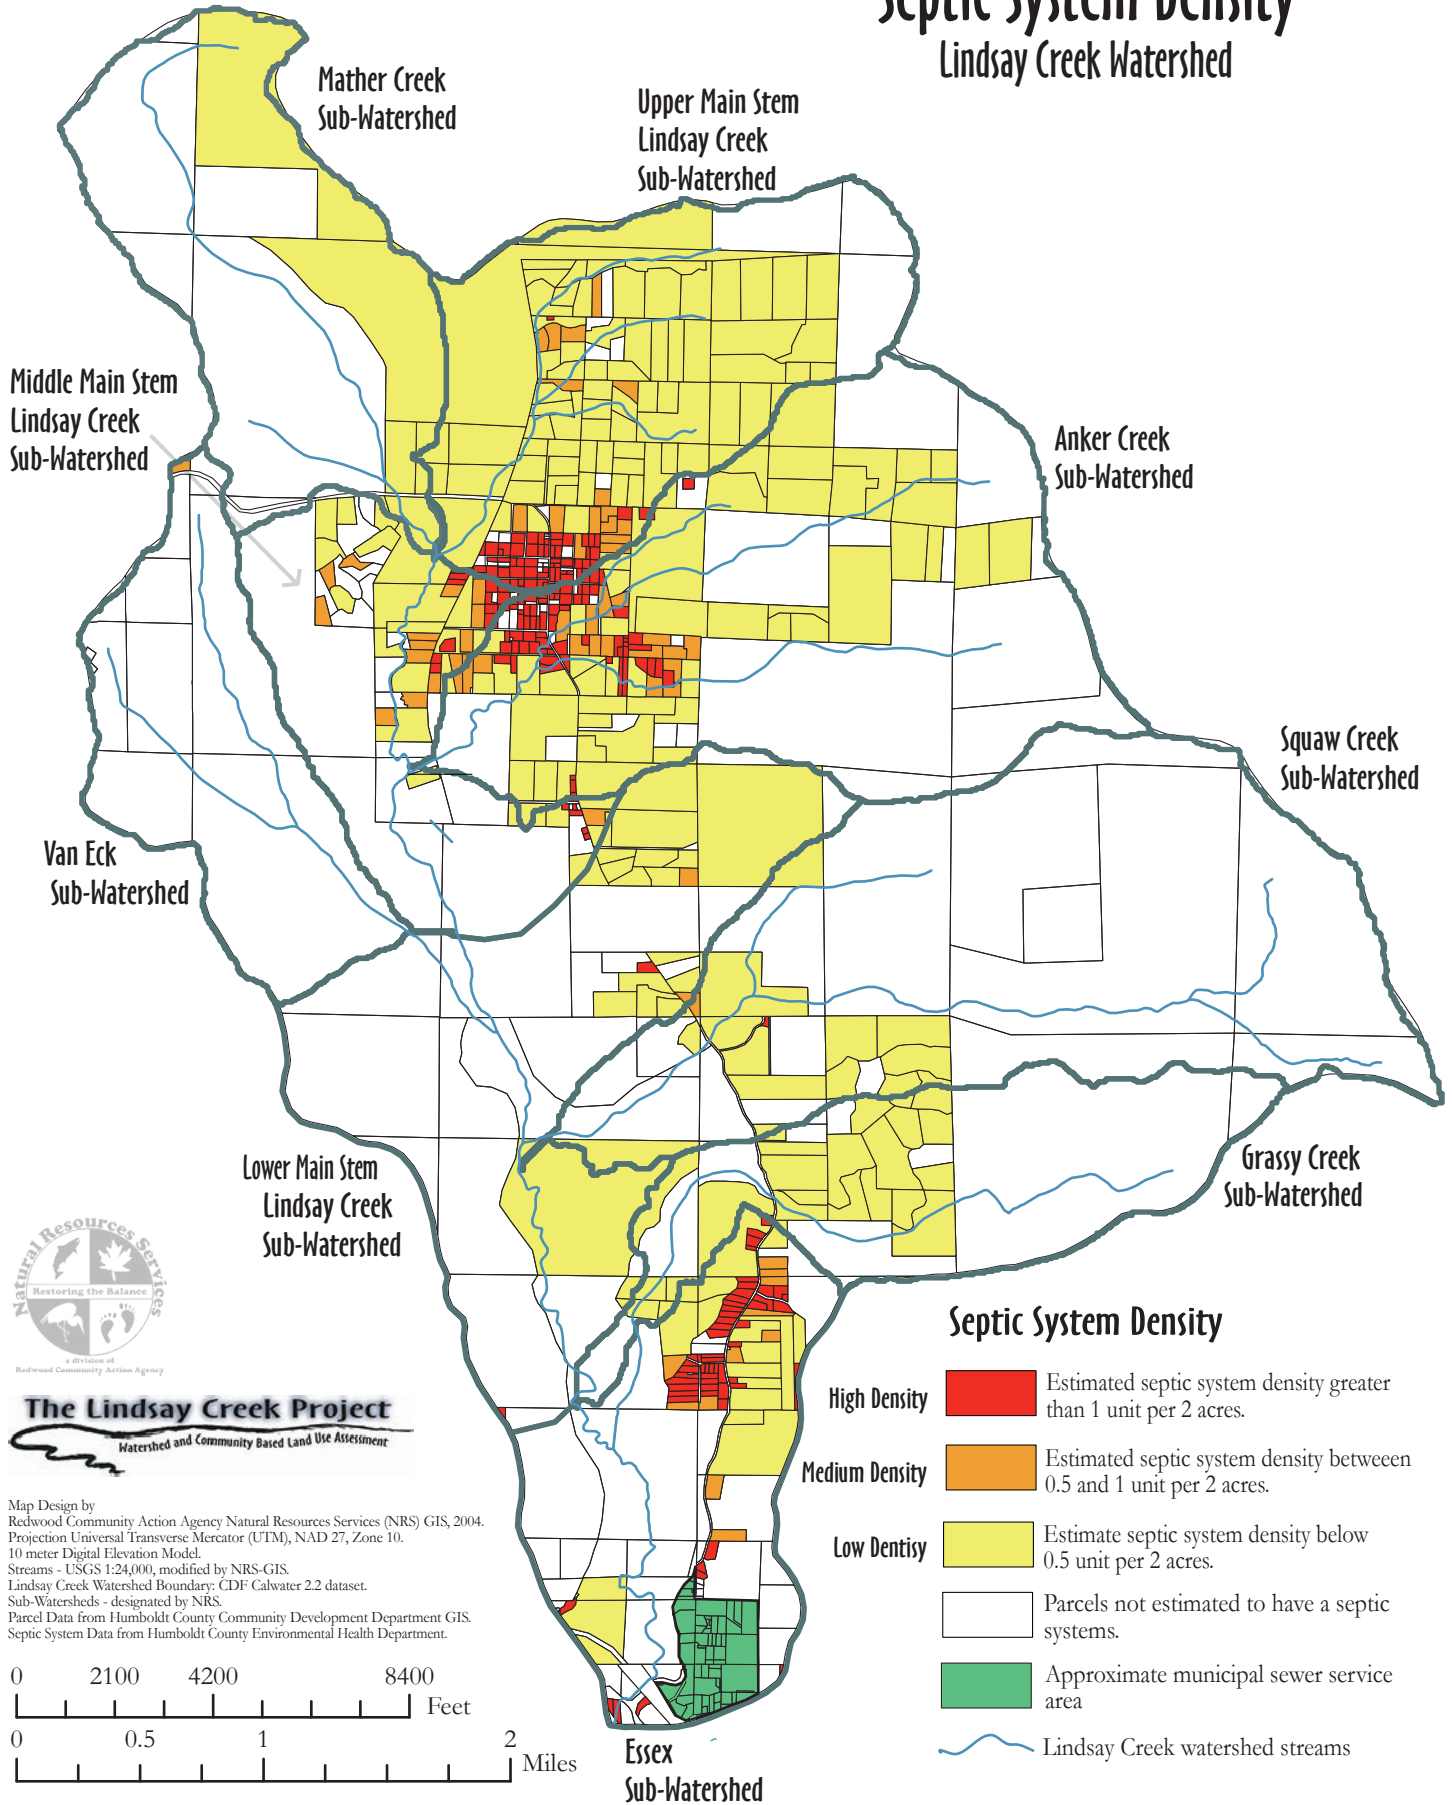 Septic System Density
Lindsay Creek Watershed
Mather Creek
Sub-Watershed
Upper Main Stem
Lindsay Creek
Sub-Watershed
Middle Main Stem
Lindsay Creek
Sub-Watershed
Anker Creek
Sub-Watershed
Squaw Creek
Sub-Watershed
Van Eck
Sub-Watershed
Lower Main Stem
Lindsay Creek
Sub-Watershed
Grassy Creek
Sub-Watershed
Natural Resources Services
Restoring the Balance
a division of
Redwood Community Action Agency
The Lindsay Creek Project
Watershed and Community Based Land Use Assessment
Map Design by
Redwood Community Action Agency Natural Resources Services (NRS) GIS, 2004.
Projection Universal Transverse Mercator (UTM), NAD 27, Zone 10.
10 meter Digital Elevation Model.
Streams - USGS 1:24,000, modified by NRS-GIS.
Lindsay Creek Watershed Boundary: CDF Calwater 2.2 dataset.
Sub-Watersheds - designated by NRS.
Parcel Data from Humboldt County Community Development Department GIS.
Septic System Data from Humboldt County Environmental Health Department.
0 2100 4200 8400
Feet
0 0.5 1 2
Miles
Essex
Sub-Watershed
Septic System Density
High Density
Estimated septic system density greater
than 1 unit per 2 acres.
Medium Density
Estimated septic system density betweeen
0.5 and 1 unit per 2 acres.
Low Dentisy
Estimate septic system density below
0.5 unit per 2 acres.
Parcels not estimated to have a septic
systems.
Approximate municipal sewer service
area
Lindsay Creek watershed streams